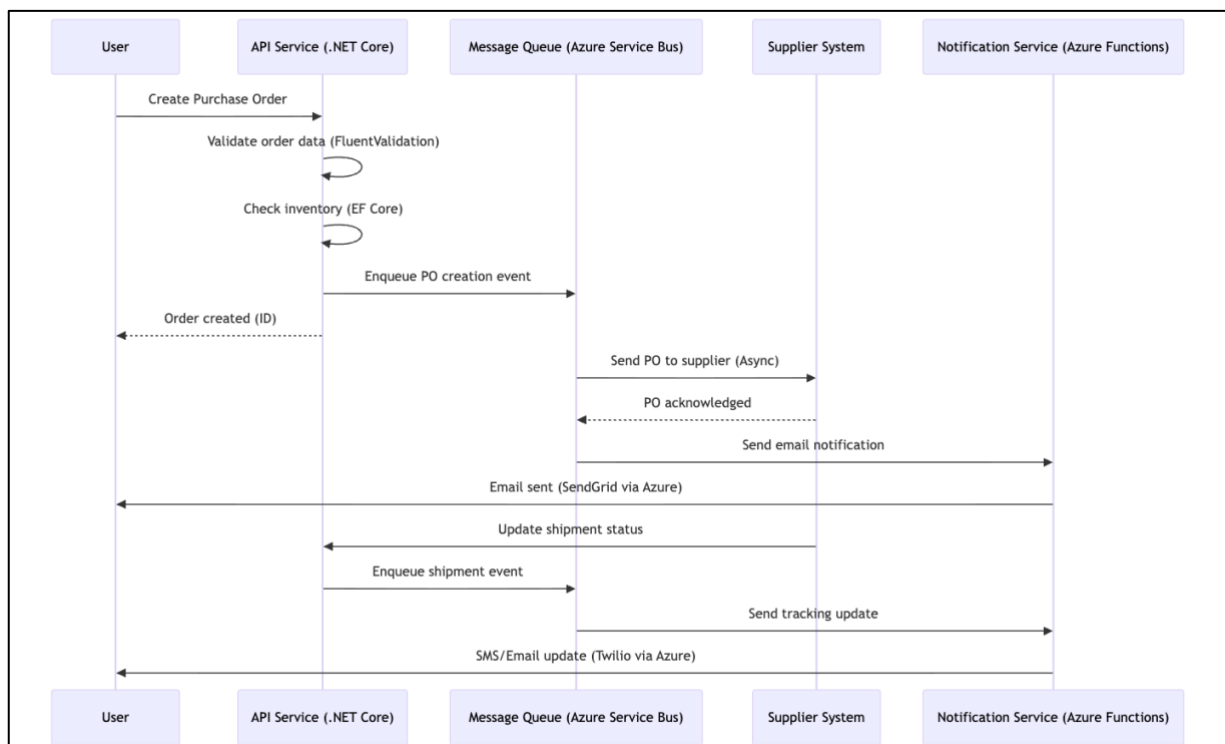 User
API Service (.NET Core)
Message Queue (Azure Service Bus)
Supplier System
Notification Service (Azure Functions)
Create Purchase Order
Validate order data (FluentValidation)
Check inventory (EF Core)
Enqueue PO creation event
Order created (ID)
Send PO to supplier (Async)
PO acknowledged
Send email notification
Email sent (SendGrid via Azure)
Update shipment status
Enqueue shipment event
Send tracking update
SMS/Email update (Twilio via Azure)
User
API Service (.NET Core)
Message Queue (Azure Service Bus)
Supplier System
Notification Service (Azure Functions)